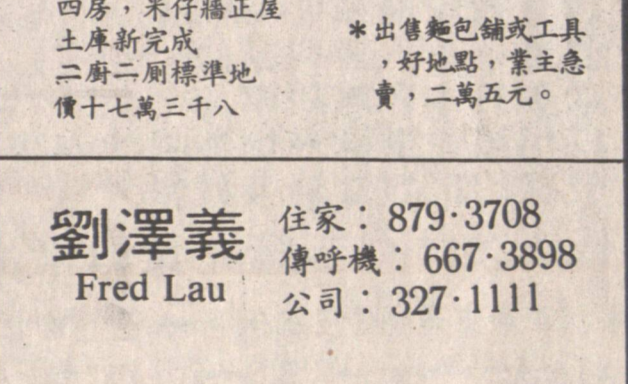 四房，米仔牆正屋
土庫新完成
二廚二厕標準地
價十七萬三千八
＊出售麵包舖或工具
，好地點，業主急
賣，二萬五元。
劉澤義
Fred Lau
住家：879·3708
傳呼機：667·3898
公司：327·1111